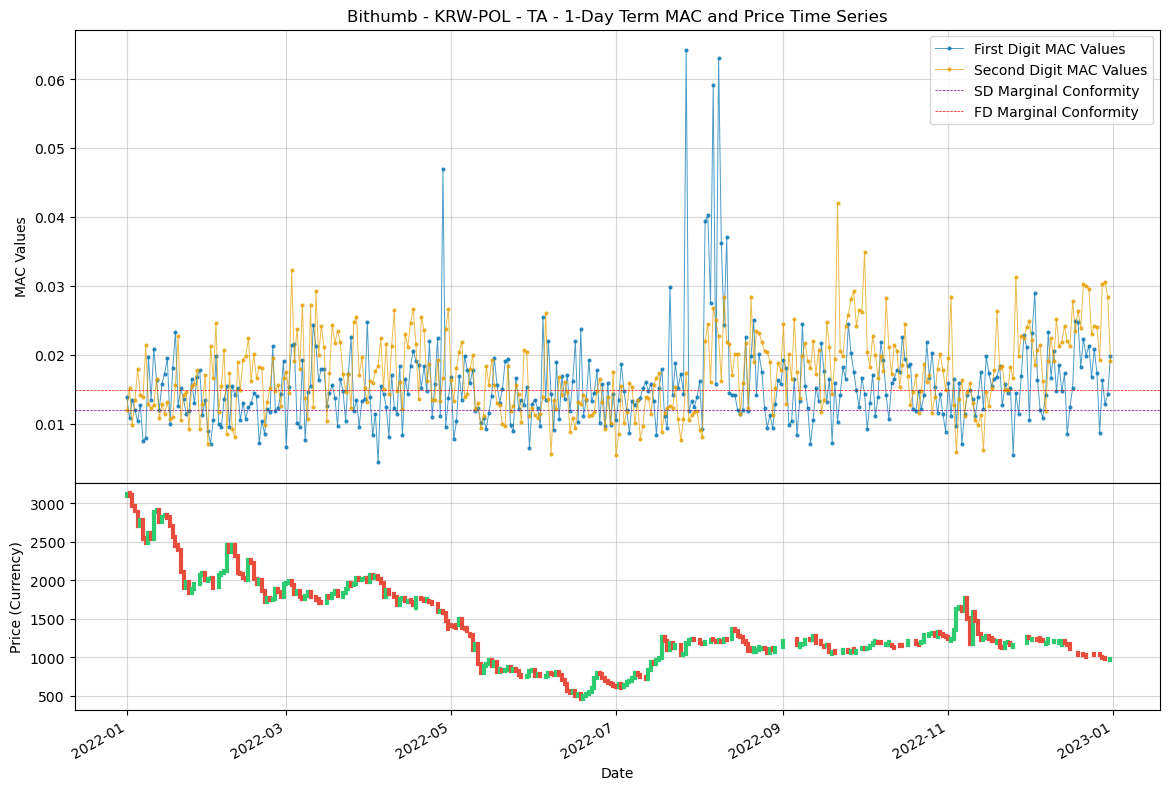 Bithumb - KRW-POL - TA - 1-Day Term MAC and Price Time Series
First Digit MAC Values
Second Digit MAC Values
SD Marginal Conformity
FD Marginal Conformity
MAC Values
0.06
0.05
0.04
0.03
0.02
0.01
Price (Currency)
3000
2500
2000
1500
1000
500
2022-01
2022-03
2022-05
2022-07
2022-09
2022-11
2023-01
Date